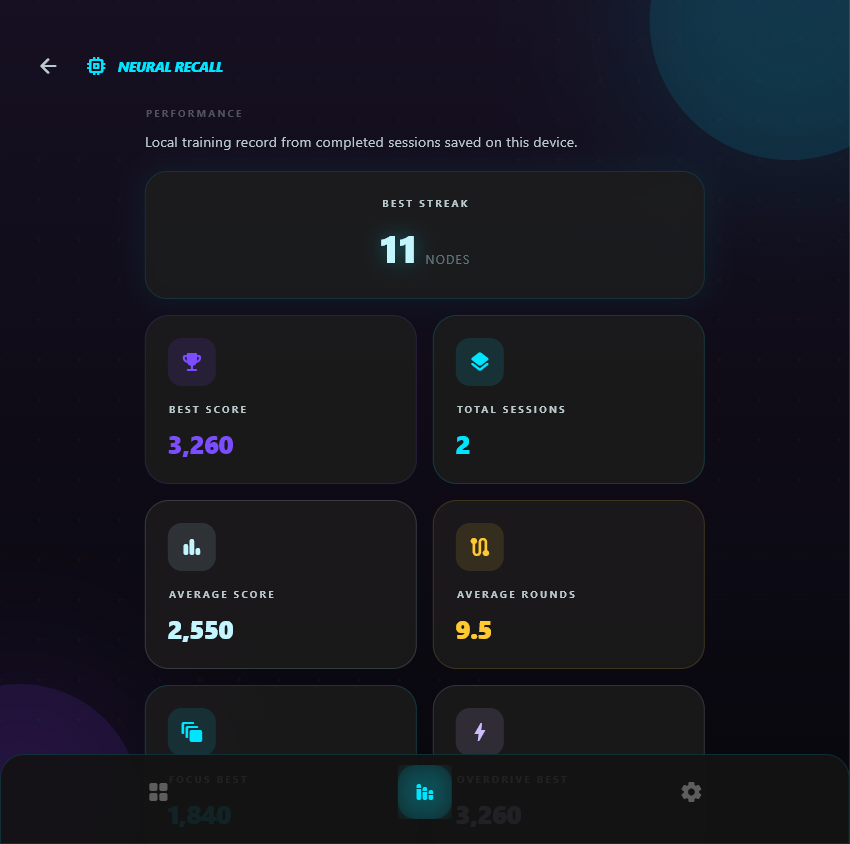 NEURAL RECALL
PERFORMANCE
Local training record from completed sessions saved on this device.
BEST STREAK
11 NODES
BEST SCORE
3,260
TOTAL SESSIONS
2
AVERAGE SCORE
2,550
AVERAGE ROUNDS
9.5
FOCUS BEST
1,840
OVERDRIVE BEST
3,260